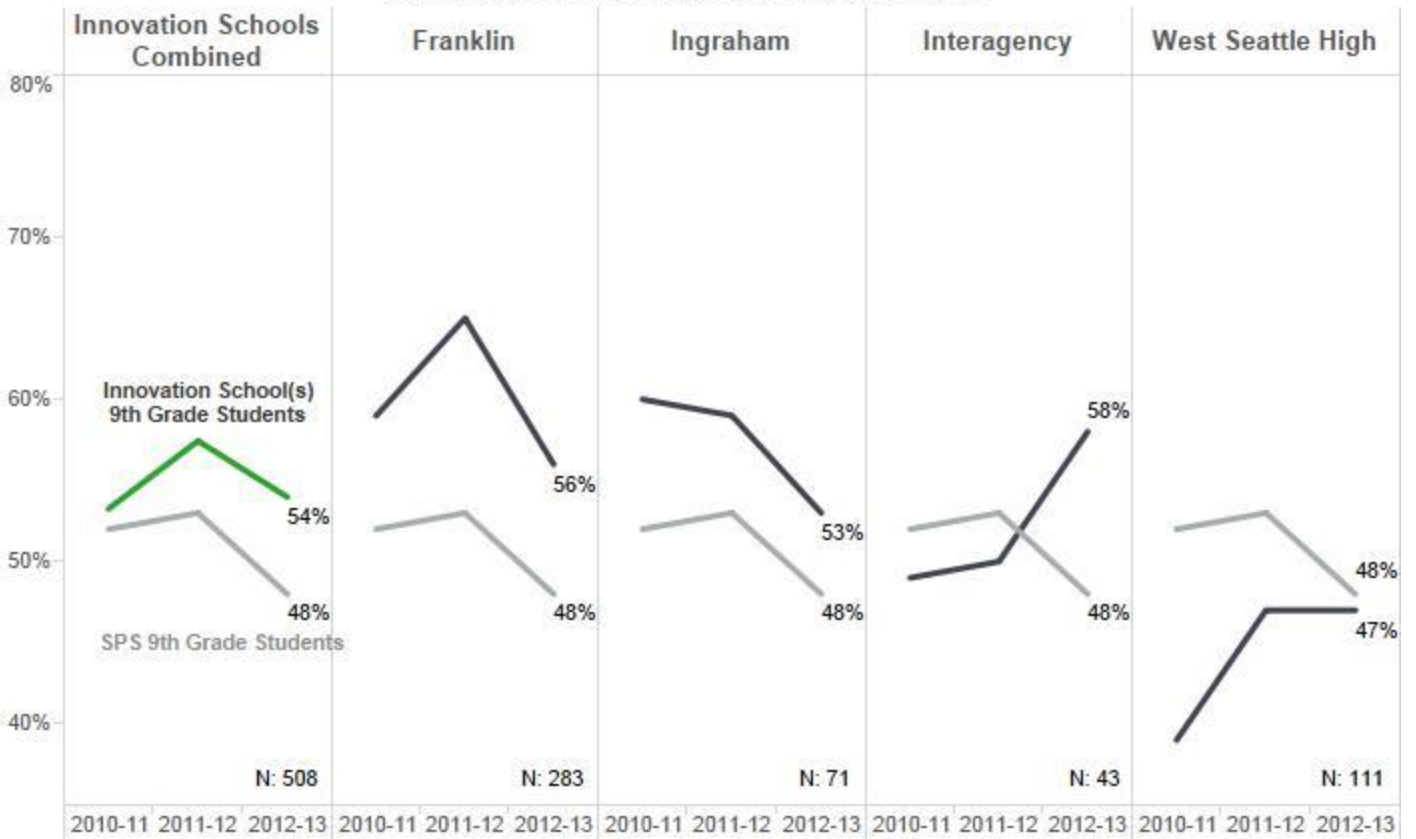 Innovation Schools
Combined
Franklin
Ingraham
Interagency
West Seattle High
80%
70%
60%
50%
40%
Innovation School(s)
9th Grade Students
54%
48%
SPS 9th Grade Students
N: 508
56%
48%
N: 283
53%
48%
N: 71
58%
48%
N: 43
48%
47%
N: 111
2010-11 2011-12 2012-13 2010-11 2011-12 2012-13 2010-11 2011-12 2012-13 2010-11 2011-12 2012-13 2010-11 2011-12 2012-13